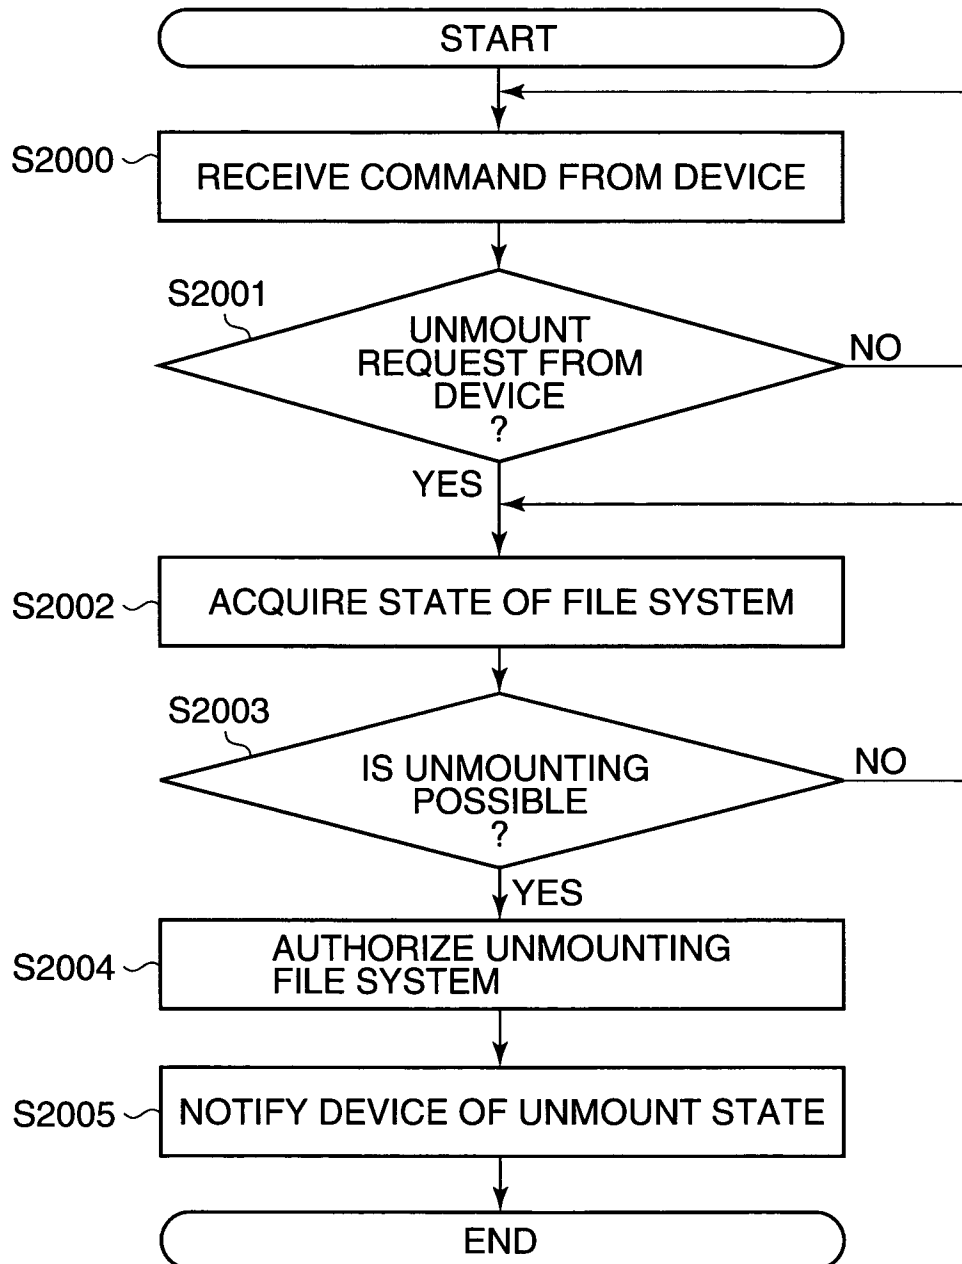 START
S2000
RECEIVE COMMAND FROM DEVICE
S2001
UNMOUNT
REQUEST FROM
DEVICE
?
NO
YES
S2002
ACQUIRE STATE OF FILE SYSTEM
S2003
IS UNMOUNTING
POSSIBLE
?
NO
YES
S2004
AUTHORIZE UNMOUNTING
FILE SYSTEM
S2005
NOTIFY DEVICE OF UNMOUNT STATE
END